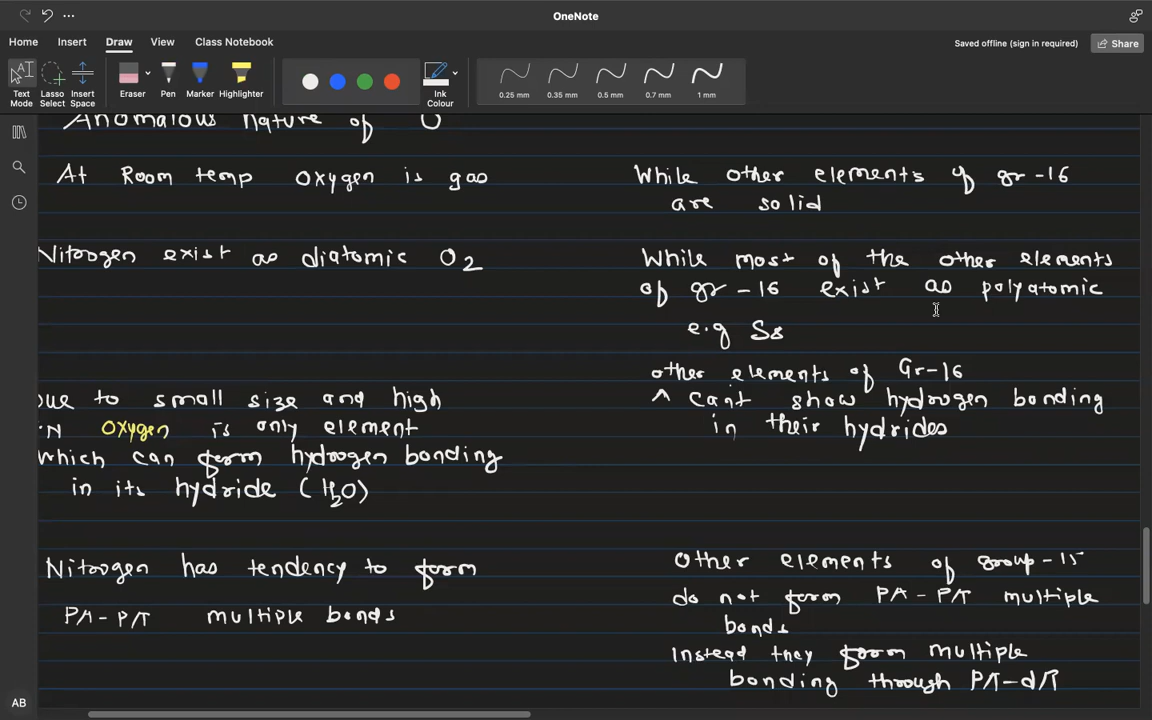 OneNote
Home Insert Draw View Class Notebook
Saved offline (sign in required) Share
Text Mode
Lasso Select
Insert Space
Eraser
Pen
Marker
Highlighter
Ink Colour
0.25 mm 0.35 mm 0.5 mm 0.7 mm 1 mm
Anomalous nature of O
At Room temp oxygen is gas
While other elements of gr -16
are solid
Nitrogen exist as diatomic O2
While most of the other elements
of gr -16 exist as polyatomic
e.g S8
other elements of Gr-16
^ can't show hydrogen bonding
in their hydrides
Due to small size and high
EN oxygen is only element
which can form hydrogen bonding
in its hydride (H2O)
Nitrogen has tendency to form
Pπ-Pπ multiple bonds
Other elements of group-15
do not form Pπ-Pπ multiple
bonds
Instead they form multiple
bonding through Pπ-dπ
AB